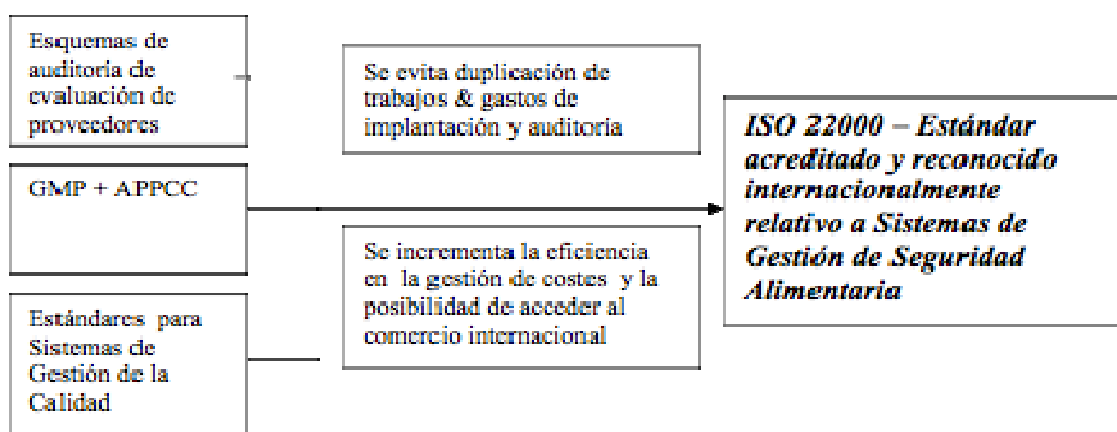 Esquemas de
auditoría de
evaluación de
proveedores
GMP + APPCC
Estándares para
Sistemas de
Gestión de la
Calidad
Se evita duplicación de
trabajos & gastos de
implantación y auditoría
Se incrementa la eficiencia
en la gestión de costes y la
posibilidad de acceder al
comercio internacional
ISO 22000 – Estándar
acreditado y reconocido
internacionalmente
relativo a Sistemas de
Gestión de Seguridad
Alimentaria